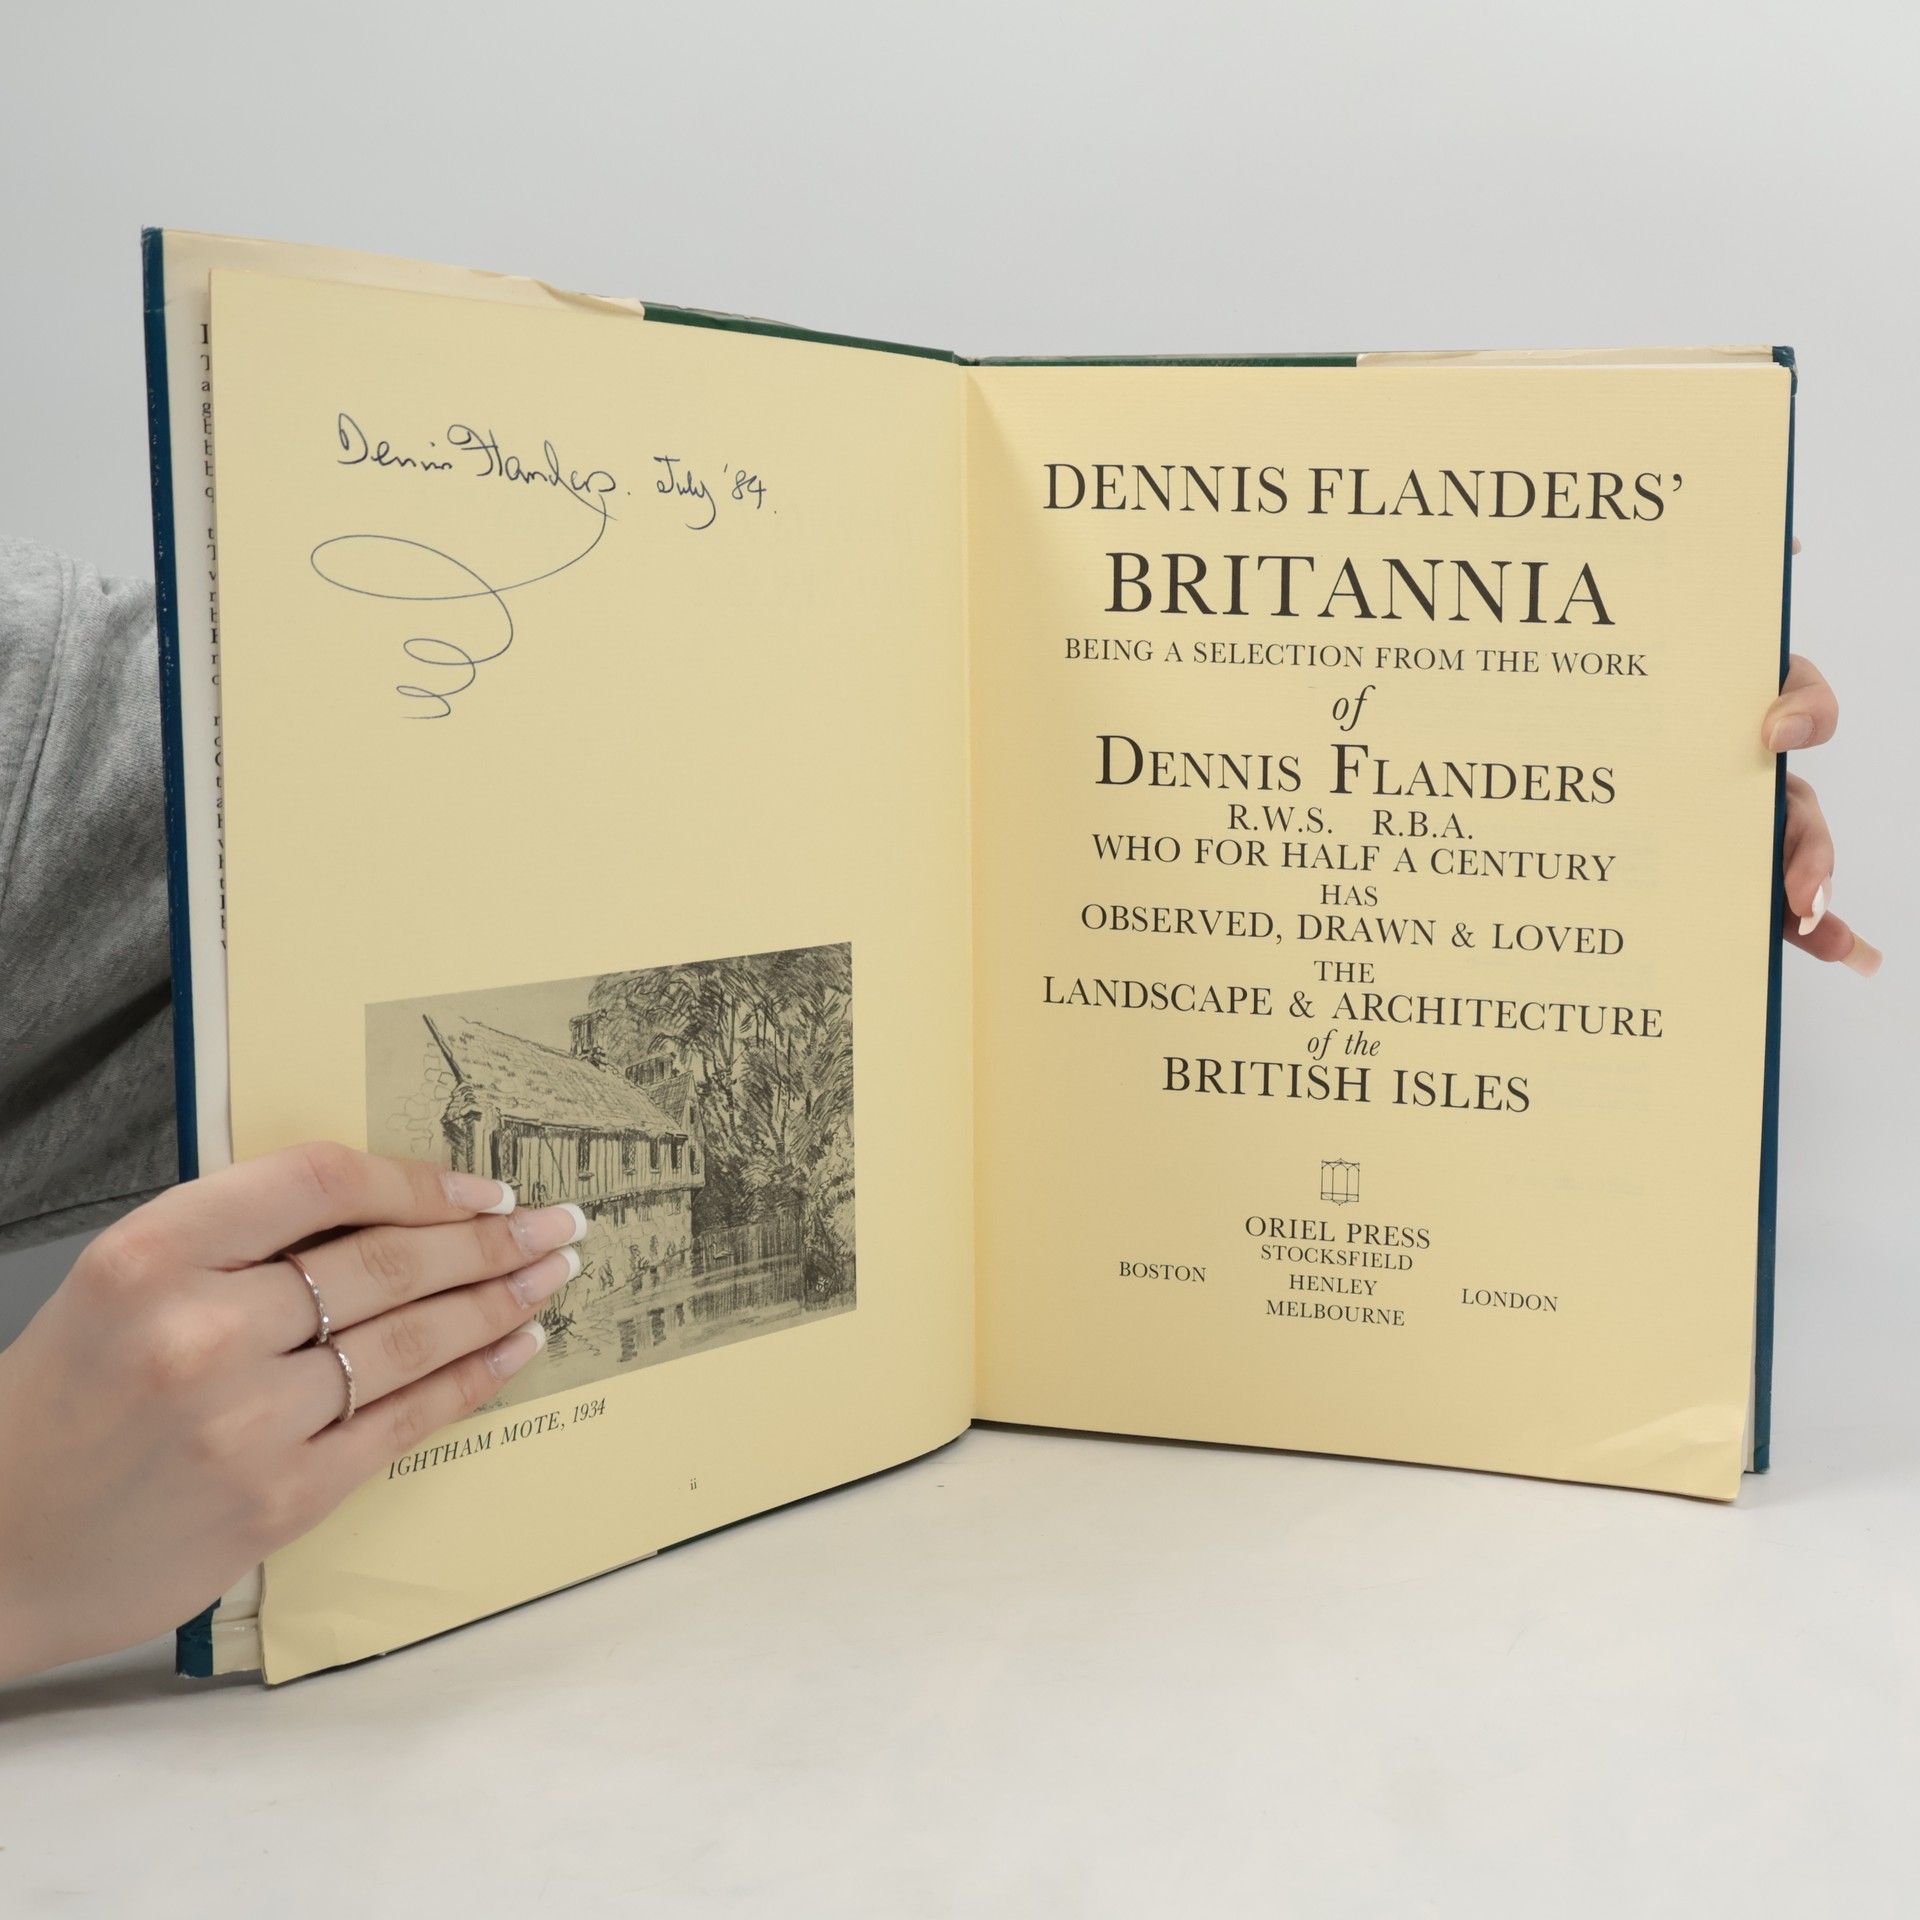 Dennis Flanders. July '84.
IGHTHAM MOTE, 1934
ii
DENNIS FLANDERS'
BRITANNIA
BEING A SELECTION FROM THE WORK
of
DENNIS FLANDERS
R.W.S. R.B.A.
WHO FOR HALF A CENTURY
HAS
OBSERVED, DRAWN & LOVED
THE
LANDSCAPE & ARCHITECTURE
of the
BRITISH ISLES
ORIEL PRESS
STOCKSFIELD
BOSTON HENLEY LONDON
MELBOURNE